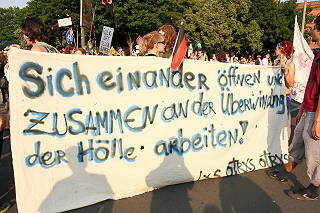 Sich einander öffnen und
ZUSAMMEN an der Überwindung
der Hölle arbeiten!